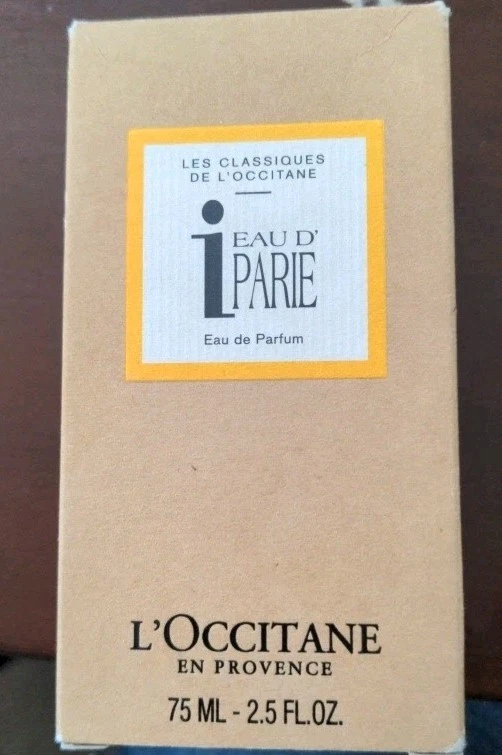 LES CLASSIQUES
DE L'OCCITANE
EAU D'
iPARIE
Eau de Parfum
L'OCCITANE
EN PROVENCE
75 ML - 2.5 FL.OZ.